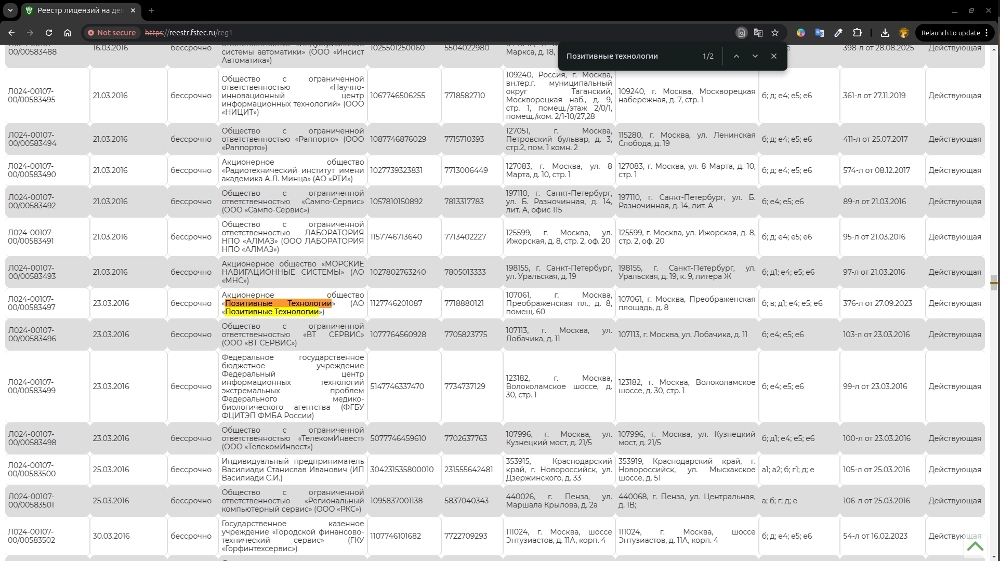 Реестр лицензий на де
Not secure https://reestr.fstec.ru/reg1
Relaunch to update
Позитивные технологии 1/2
00/00583488
16.03.2016
бессрочно
системы автоматики» (ООО «Инсист
Автоматика»)
1025501250060
5504022980
Маркса, д. 18,
398-л от 28.08.2025
Действующая
Л024-00107-
00/00583495
21.03.2016
бессрочно
Общество с ограниченной
ответственностью «Научно-
инновационный центр
информационных технологий» (ООО
«НИЦИТ»)
1067746506255
7718582710
109240, Россия, г. Москва,
вн.тер.г. муниципальный
округ Таганский,
Москворецкая наб., д. 9,
стр. 1, помещ./этаж 2/0/1,
помещ./ком. 2/1-10/27,28
109240, г. Москва, Москворецкая
набережная, д. 7, стр. 1
б; д; е4; е5; е6
361-л от 27.11.2019
Действующая
Л024-00107-
00/00583494
21.03.2016
бессрочно
Общество с ограниченной
ответственностью «Раппорто» (ООО
«Раппорто»)
1087746876029
7715710393
127051, г. Москва,
Петровский бульвар, д. 3,
стр.2, пом. 1 комн. 2
115280, г. Москва, ул. Ленинская
Слобода, д. 19
б; д; е4; е5; е6
411-л от 25.07.2017
Действующая
Л024-00107-
00/00583490
21.03.2016
бессрочно
Акционерное общество
«Радиотехнический институт имени
академика А.Л. Минца» (АО «РТИ»)
1027739323831
7713006449
127083, г. Москва, ул. 8
Марта, д. 10, стр. 1
127083, г. Москва, ул. 8 Марта, д. 10,
стр. 1
б; д; е4; е5; е6
574-л от 08.12.2017
Действующая
Л024-00107-
00/00583492
21.03.2016
бессрочно
Общество с ограниченной
ответственностью «Сампо-Сервис»
(ООО «Сампо-Сервис»)
1057810150892
7813317783
197110, г. Санкт-Петербург,
ул. Б. Разночинная, д. 14,
лит. А, офис 115
197110, г. Санкт-Петербург, ул. Б.
Разночинная, д. 14, лит. А
б; е4; е5; е6
89-л от 21.03.2016
Действующая
Л024-00107-
00/00583491
21.03.2016
бессрочно
Общество с ограниченной
ответственностью ЛАБОРАТОРИЯ
НПО «АЛМАЗ» (ООО ЛАБОРАТОРИЯ
НПО «АЛМАЗ»)
1157746713640
7713402227
125599, г. Москва, ул.
Ижорская, д. 8, стр. 2, оф. 20
125599, г. Москва, ул. Ижорская, д. 8,
стр. 2, оф. 20
б; д; е4; е5; е6
95-л от 21.03.2016
Действующая
Л024-00107-
00/00583493
21.03.2016
бессрочно
Акционерное общество «МОРСКИЕ
НАВИГАЦИОННЫЕ СИСТЕМЫ» (АО
«МНС»)
1027802763240
7805013333
198155, г. Санкт-Петербург,
ул. Уральская, д. 19
198155, г. Санкт-Петербург, ул.
Уральская, д. 19, к. 9, литера Ж
б; д1; е4; е5; е6
97-л от 21.03.2016
Действующая
Л024-00107-
00/00583497
23.03.2016
бессрочно
Акционерное общество
«Позитивные Технологии» (АО
«Позитивные Технологии»)
1127746201087
7718880121
107061, г. Москва,
Преображенская пл., д. 8,
помещ. 60
107061, г. Москва, Преображенская
площадь, д. 8
б; в; д1; е4; е5; е6
376-л от 27.09.2023
Действующая
Л024-00107-
00/00583496
23.03.2016
бессрочно
Общество с ограниченной
ответственностью «ВТ СЕРВИС»
(ООО «ВТ СЕРВИС»)
1077764560928
7705823775
107113, г. Москва, ул.
Лобачика, д. 11
107113, г. Москва, ул. Лобачика, д. 11
б; е4; е5; е6
103-л от 23.03.2016
Действующая
Л024-00107-
00/00583499
23.03.2016
бессрочно
Федеральное государственное
бюджетное учреждение
Федеральный центр
информационных технологий
экстремальных проблем
Федерального медико-
биологического агентства (ФГБУ
ФЦИТЭП ФМБА России)
5147746337470
7734737129
123182, г. Москва,
Волоколамское шоссе, д.
30, стр. 1
123182, г. Москва, Волоколамское
шоссе, д. 30, стр. 1
б; е4; е5; е6
99-л от 23.03.2016
Действующая
Л024-00107-
00/00583498
23.03.2016
бессрочно
Общество с ограниченной
ответственностью «ТелекомИнвест»
(ООО «ТелекомИнвест»)
5077746459610
7702637763
107996, г. Москва, ул.
Кузнецкий мост, д. 21/5
107996, г. Москва, ул. Кузнецкий
мост, д. 21/5
б; д1; е4; е5; е6
100-л от 23.03.2016
Действующая
Л024-00107-
00/00583500
25.03.2016
бессрочно
Индивидуальный предприниматель
Василиади Станислав Иванович (ИП
Василиади С.И.)
304231535800010
231555642481
353915, Краснодарский
край, г. Новороссийск, ул.
Дзержинского, д. 33
353919, Краснодарский край, г.
Новороссийск, ул. Мысхакское
шоссе, д. 51
а1; а2; б; г1; д; е
105-л от 25.03.2016
Действующая
Л024-00107-
00/00583501
25.03.2016
бессрочно
Общество с ограниченной
ответственностью «Региональный
компьютерный сервис» (ООО «РКС»)
1095837001138
5837040343
440026, г. Пенза, ул.
Маршала Крылова, д. 2а
440068, г. Пенза, ул. Центральная,
д. 1В;
а; б; г; д; е
106-л от 25.03.2016
Действующая
Л024-00107-
00/00583502
30.03.2016
бессрочно
Государственное казенное
учреждение «Городской финансово-
технический сервис» (ГКУ
«Горфинтехсервис»)
1107746101682
7722709293
111024, г. Москва, шоссе
Энтузиастов, д. 11А, корп. 4
111024, г. Москва, шоссе
Энтузиастов, д. 11А, корп. 4
б; д; е4; е5; е6
54-л от 16.02.2023
Действующая